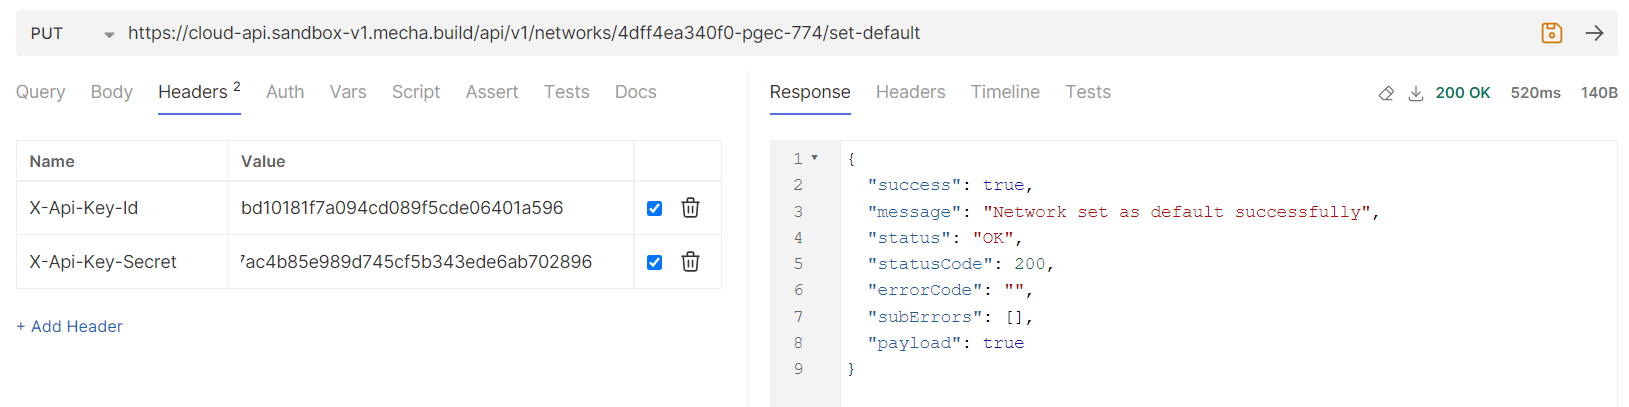 PUT https://cloud-api.sandbox-v1.mecha.build/api/v1/networks/4dff4ea340f0-pgec-774/set-default
Query Body Headers 2 Auth Vars Script Assert Tests Docs
Name Value
X-Api-Key-Id bd10181f7a094cd089f5cde06401a596
X-Api-Key-Secret 7ac4b85e989d745cf5b343ede6ab702896
+ Add Header
Response Headers Timeline Tests 200 OK 520ms 140B
1 {
2 "success": true,
3 "message": "Network set as default successfully",
4 "status": "OK",
5 "statusCode": 200,
6 "errorCode": "",
7 "subErrors": [],
8 "payload": true
9 }